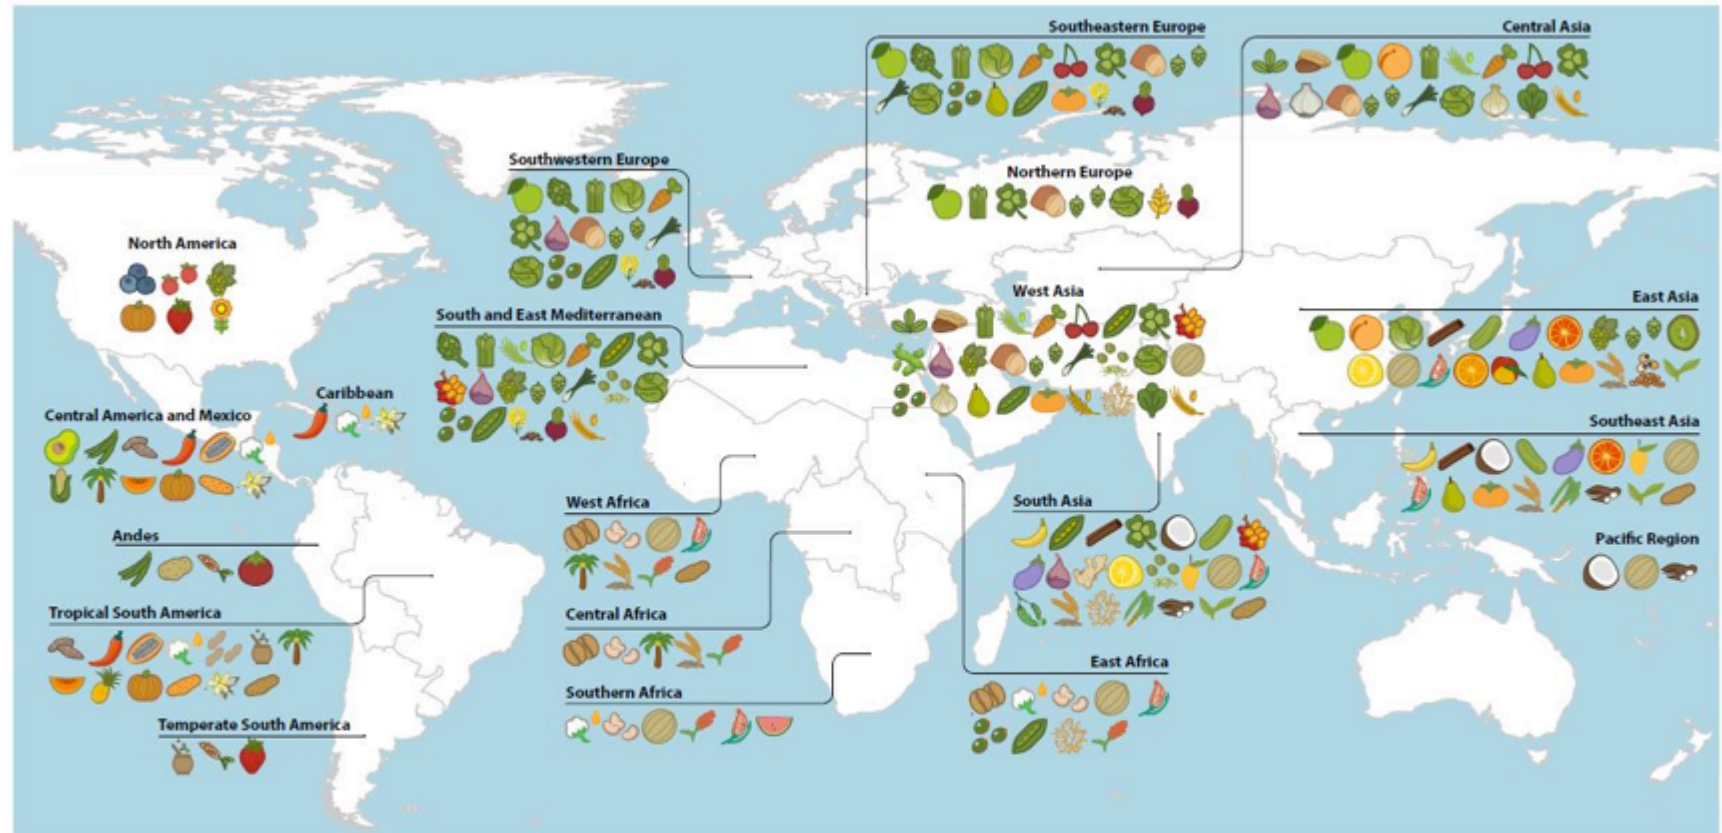 Southeastern Europe
Central Asia
Southwestern Europe
Northern Europe
North America
West Asia
East Asia
South and East Mediterranean
Caribbean
Central America and Mexico
Southeast Asia
West Africa
South Asia
Andes
Pacific Region
Tropical South America
Central Africa
East Africa
Southern Africa
Temperate South America